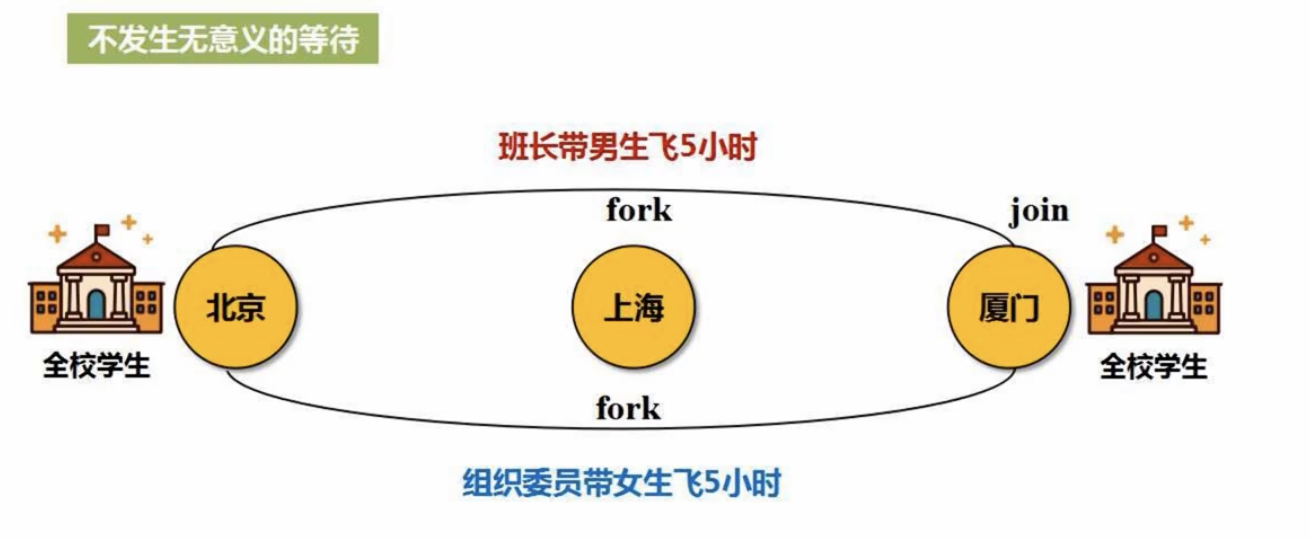 不发生无意义的等待
班长带男生飞5小时
fork
join
北京
上海
厦门
全校学生
全校学生
fork
组织委员带女生飞5小时